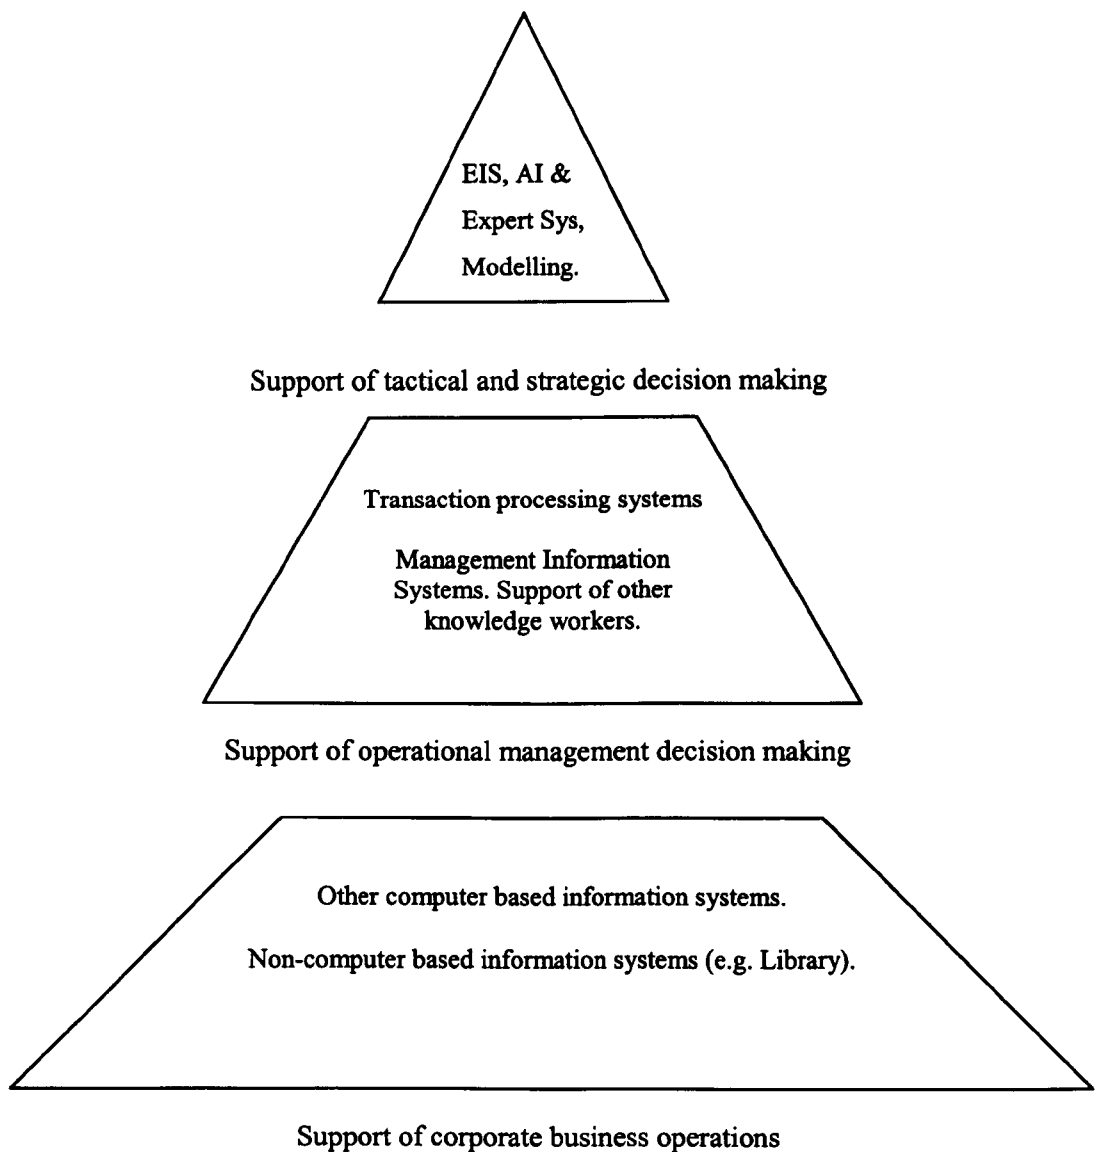 EIS, AI &
Expert Sys,
Modelling.
Support of tactical and strategic decision making
Transaction processing systems
Management Information
Systems. Support of other
knowledge workers.
Support of operational management decision making
Other computer based information systems.
Non-computer based information systems (e.g. Library).
Support of corporate business operations